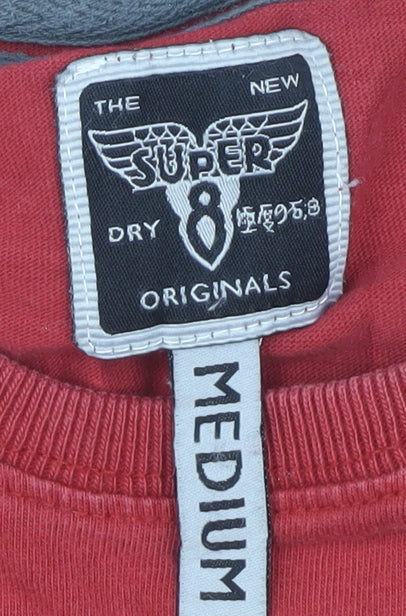 THE NEW
SUPER
8
DRY
ORIGINALS
MEDIUM